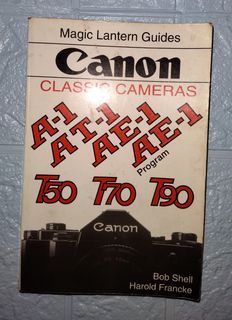 Magic Lantern Guides
Canon
CLASSIC CAMERAS
A-1
AT-1
AE-1
AE-1
Program
T50 T70 T90
Canon
Bob Shell
Harold Francke